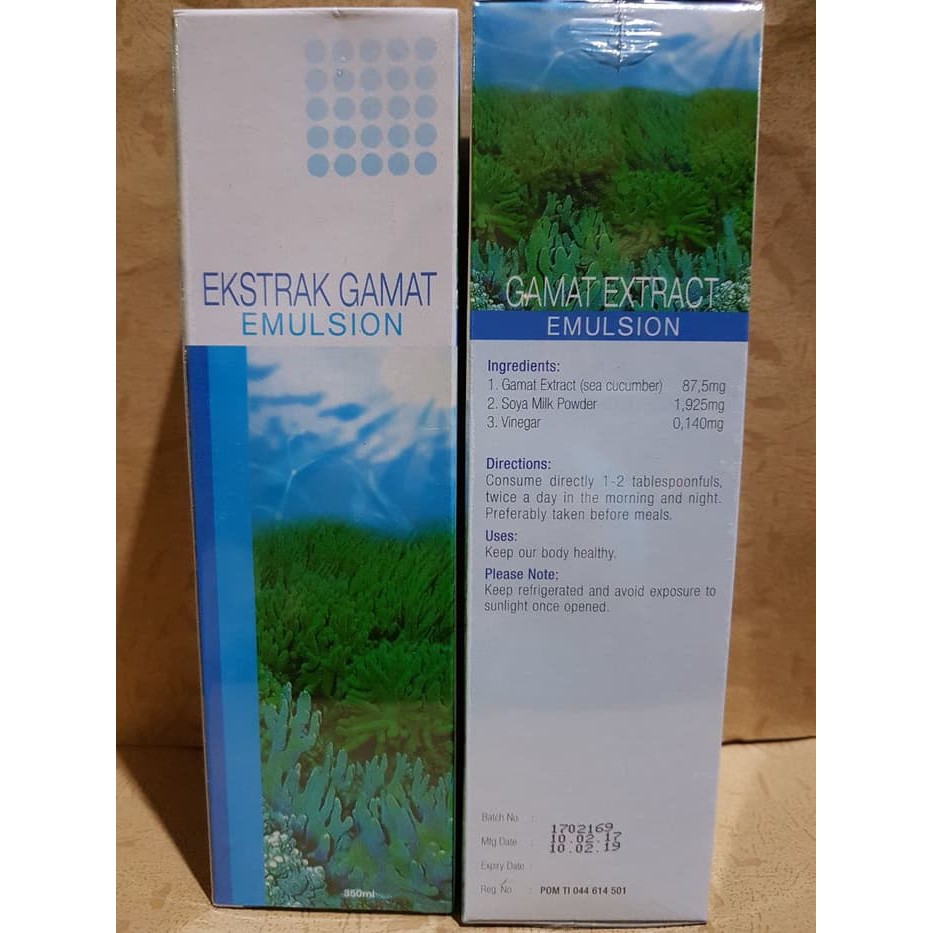 EKSTRAK GAMAT
EMULSION
350ml
GAMAT EXTRACT
EMULSION
Ingredients:
1. Gamat Extract (sea cucumber) 87,5mg
2. Soya Milk Powder 1,925mg
3. Vinegar 0,140mg
Directions:
Consume directly 1-2 tablespoonfuls,
twice a day in the morning and night.
Preferably taken before meals.
Uses:
Keep our body healthy.
Please Note:
Keep refrigerated and avoid exposure to
sunlight once opened.
Batch No : 1702169
Mfg Date : 10.02.17
Expiry Date : 10.02.19
Reg. No : POM TI 044 614 501